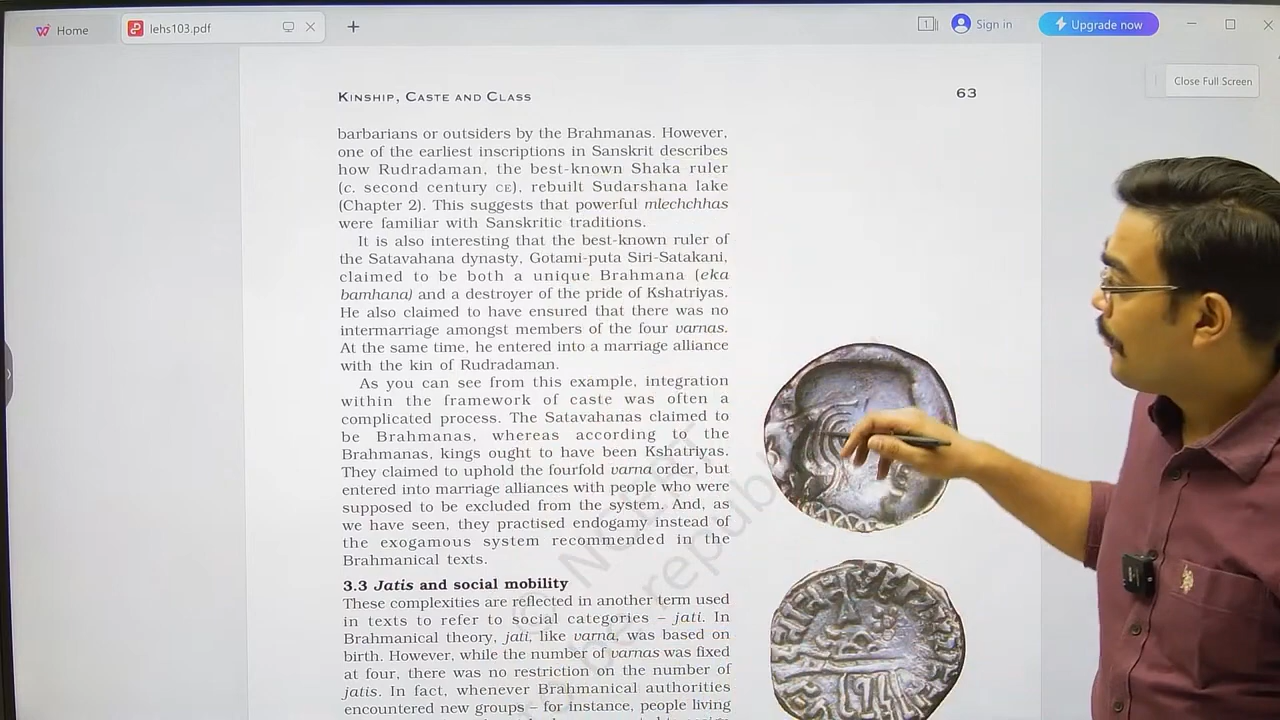 Home
lehs103.pdf
Sign in
Upgrade now
Close Full Screen
KINSHIP, CASTE AND CLASS
63
barbarians or outsiders by the Brahmanas. However,
one of the earliest inscriptions in Sanskrit describes
how Rudradaman, the best-known Shaka ruler
(c. second century CE), rebuilt Sudarshana lake
(Chapter 2). This suggests that powerful mlechchhas
were familiar with Sanskritic traditions.
It is also interesting that the best-known ruler of
the Satavahana dynasty, Gotami-puta Siri-Satakani,
claimed to be both a unique Brahmana (eka
bamhana) and a destroyer of the pride of Kshatriyas.
He also claimed to have ensured that there was no
intermarriage amongst members of the four varnas.
At the same time, he entered into a marriage alliance
with the kin of Rudradaman.
As you can see from this example, integration
within the framework of caste was often a
complicated process. The Satavahanas claimed to
be Brahmanas, whereas according to the
Brahmanas, kings ought to have been Kshatriyas.
They claimed to uphold the fourfold varna order, but
entered into marriage alliances with people who were
supposed to be excluded from the system. And, as
we have seen, they practised endogamy instead of
the exogamous system recommended in the
Brahmanical texts.
3.3 Jatis and social mobility
These complexities are reflected in another term used
in texts to refer to social categories – jati. In
Brahmanical theory, jati, like varna, was based on
birth. However, while the number of varnas was fixed
at four, there was no restriction on the number of
jatis. In fact, whenever Brahmanical authorities
encountered new groups – for instance, people living
© NCERT